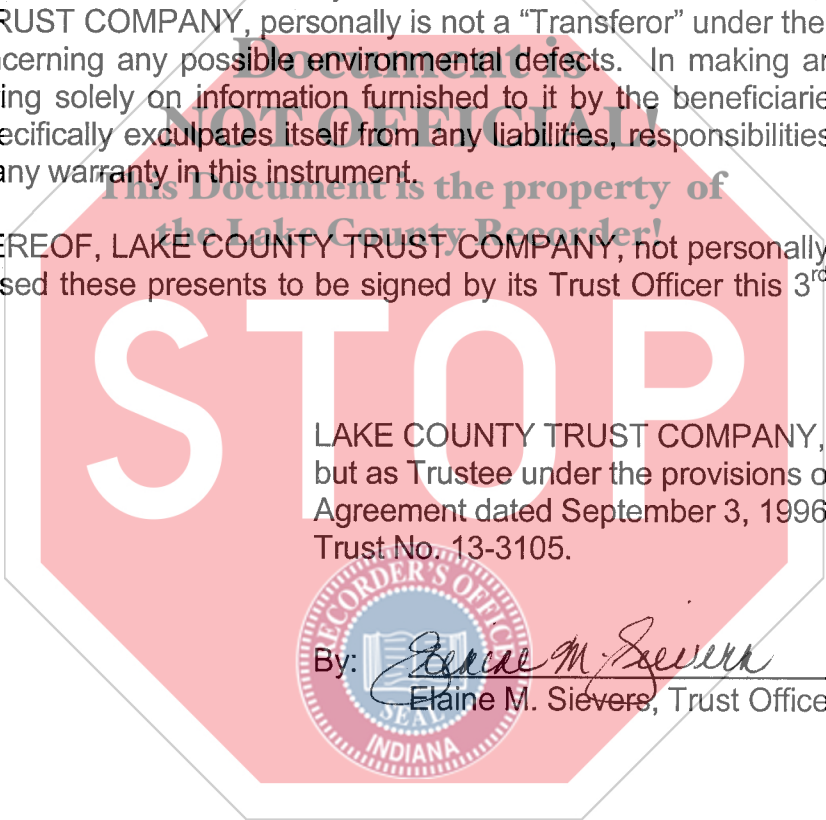 RUST COMPANY, personally is not a “Transferor” under the
Document is
cerning any possible environmental defects. In making an
ing solely on information furnished to it by the beneficiarie
NOT OFFICIAL!
ecifically exculpates itself from any liabilities, responsibilities
any warranty in this instrument.
This Document is the property of
the Lake County Recorder!
EREOF, LAKE COUNTY TRUST COMPANY, not personally
sed these presents to be signed by its Trust Officer this 3rd
STOP
LAKE COUNTY TRUST COMPANY,
but as Trustee under the provisions o
Agreement dated September 3, 1996
Trust No. 13-3105.
RECORDER'S OFFICE
By: Elaine M. Sievers
Elaine M. Sievers, Trust Office
SEAL
INDIANA